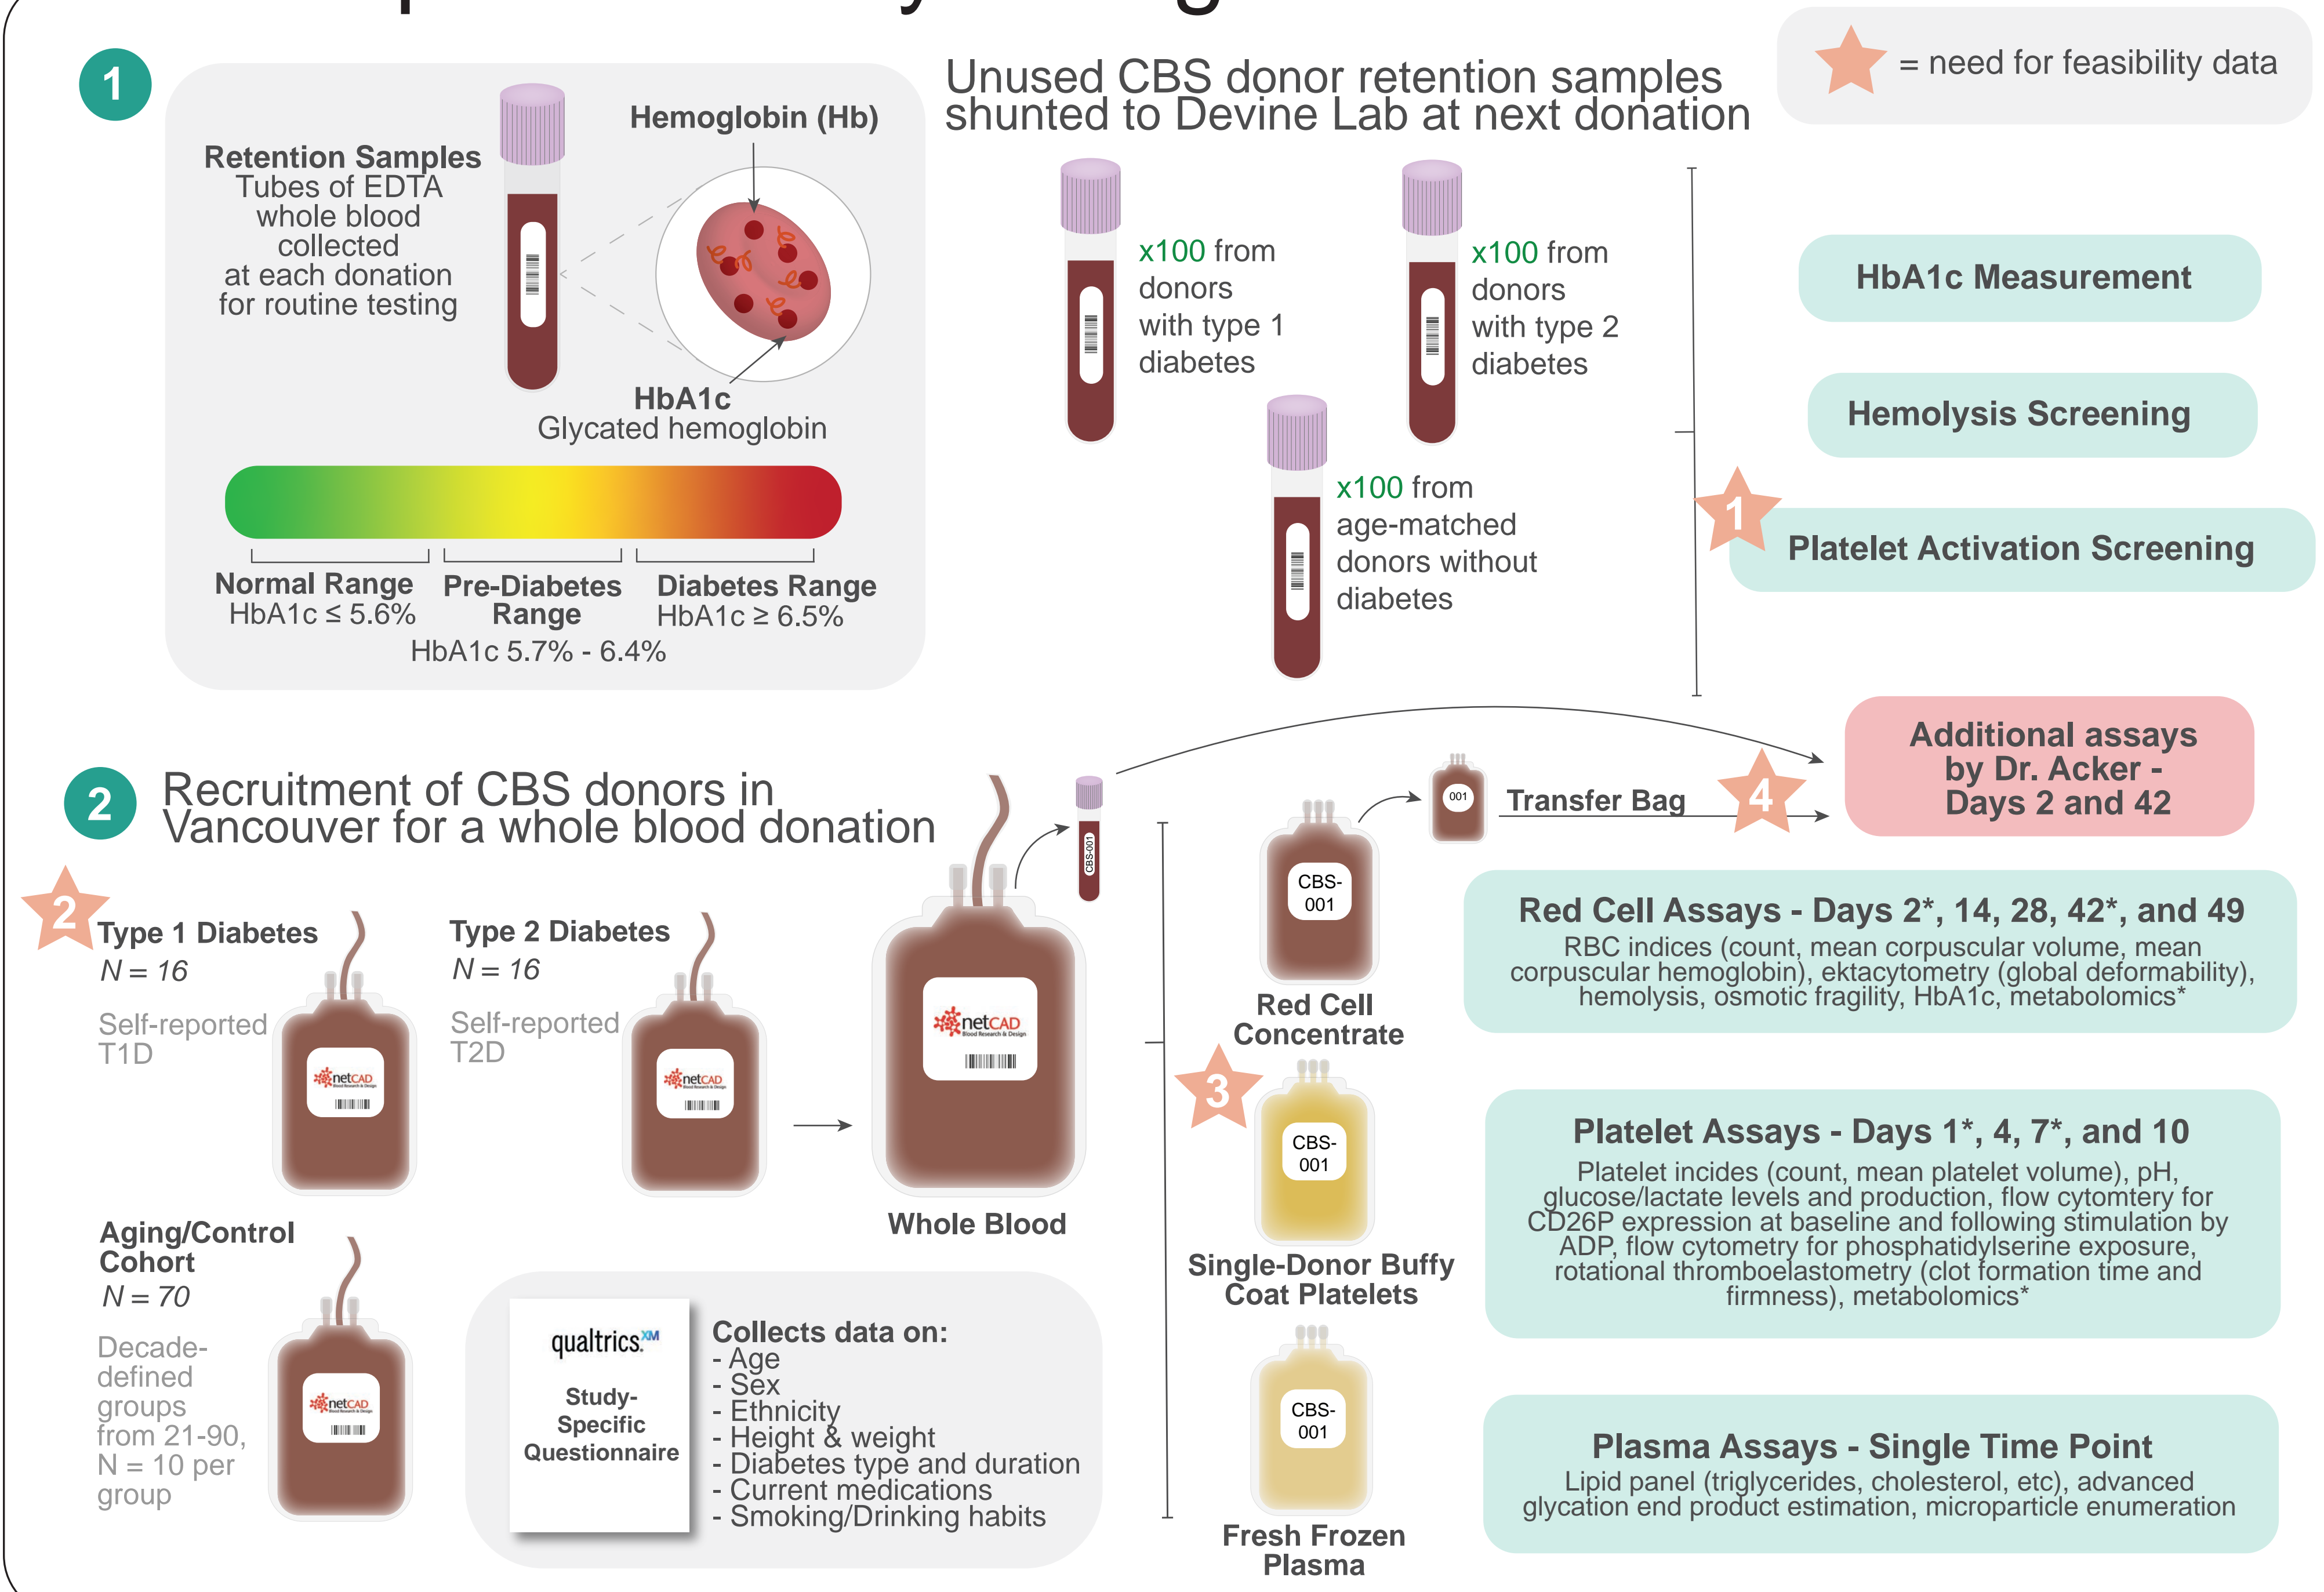 1
Retention Samples
Tubes of EDTA
whole blood
collected
at each donation
for routine testing
Hemoglobin (Hb)
HbA1c
Glycated hemoglobin
Normal Range
HbA1c ≤ 5.6%
Pre-Diabetes
Range
HbA1c 5.7% - 6.4%
Diabetes Range
HbA1c ≥ 6.5%
Unused CBS donor retention samples
shunted to Devine Lab at next donation
= need for feasibility data
x100 from
donors
with type 1
diabetes
x100 from
donors
with type 2
diabetes
x100 from
age-matched
donors without
diabetes
HbA1c Measurement
Hemolysis Screening
1
Platelet Activation Screening
2
Recruitment of CBS donors in
Vancouver for a whole blood donation
2
Type 1 Diabetes
N = 16
Self-reported
T1D
netCAD
Blood Research & Design
Type 2 Diabetes
N = 16
Self-reported
T2D
netCAD
Blood Research & Design
Aging/Control
Cohort
N = 70
Decade-
defined
groups
from 21-90,
N = 10 per
group
netCAD
Blood Research & Design
netCAD
Blood Research & Design
Whole Blood
CBS-001
qualtrics.XM
Study-
Specific
Questionnaire
Collects data on:
- Age
- Sex
- Ethnicity
- Height & weight
- Diabetes type and duration
- Current medications
- Smoking/Drinking habits
CBS-
001
Red Cell
Concentrate
001
Transfer Bag
4
Additional assays
by Dr. Acker -
Days 2 and 42
Red Cell Assays - Days 2*, 14, 28, 42*, and 49
RBC indices (count, mean corpuscular volume, mean
corpuscular hemoglobin), ektacytometry (global deformability),
hemolysis, osmotic fragility, HbA1c, metabolomics*
3
CBS-
001
Single-Donor Buffy
Coat Platelets
Platelet Assays - Days 1*, 4, 7*, and 10
Platelet incides (count, mean platelet volume), pH,
glucose/lactate levels and production, flow cytomtery for
CD26P expression at baseline and following stimulation by
ADP, flow cytometry for phosphatidylserine exposure,
rotational thromboelastometry (clot formation time and
firmness), metabolomics*
CBS-
001
Fresh Frozen
Plasma
Plasma Assays - Single Time Point
Lipid panel (triglycerides, cholesterol, etc), advanced
glycation end product estimation, microparticle enumeration